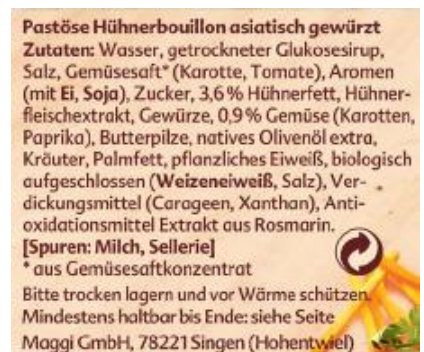 Pastöse Hühnerbouillon asiatisch gewürzt
Zutaten: Wasser, getrockneter Glukosesirup,
Salz, Gemüsesaft* (Karotte, Tomate), Aromen
(mit Ei, Soja), Zucker, 3,6% Hühnerfett, Hühner-
fleischextrakt, Gewürze, 0,9% Gemüse (Karotten,
Paprika), Butterpilze, natives Olivenöl extra,
Kräuter, Palmfett, pflanzliches Eiweiß, biologisch
aufgeschlossen (Weizeneiweiß, Salz), Ver-
dickungsmittel (Carageen, Xanthan), Anti-
oxidationsmittel Extrakt aus Rosmarin.
[Spuren: Milch, Sellerie]
* aus Gemüsesaftkonzentrat
Bitte trocken lagern und vor Wärme schützen.
Mindestens haltbar bis Ende: siehe Seite
Maggi GmbH, 78221 Singen (Hohentwiel)